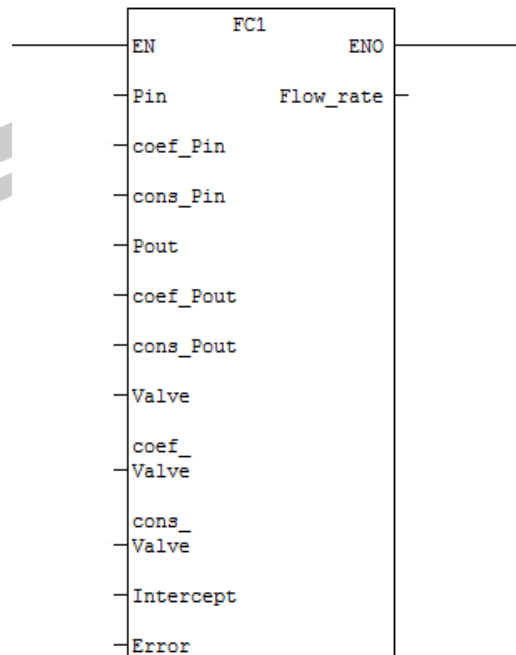 FC1
EN ENO
Pin Flow_rate
coef_Pin
cons_Pin
Pout
coef_Pout
cons_Pout
Valve
coef_
Valve
cons_
Valve
Intercept
Error